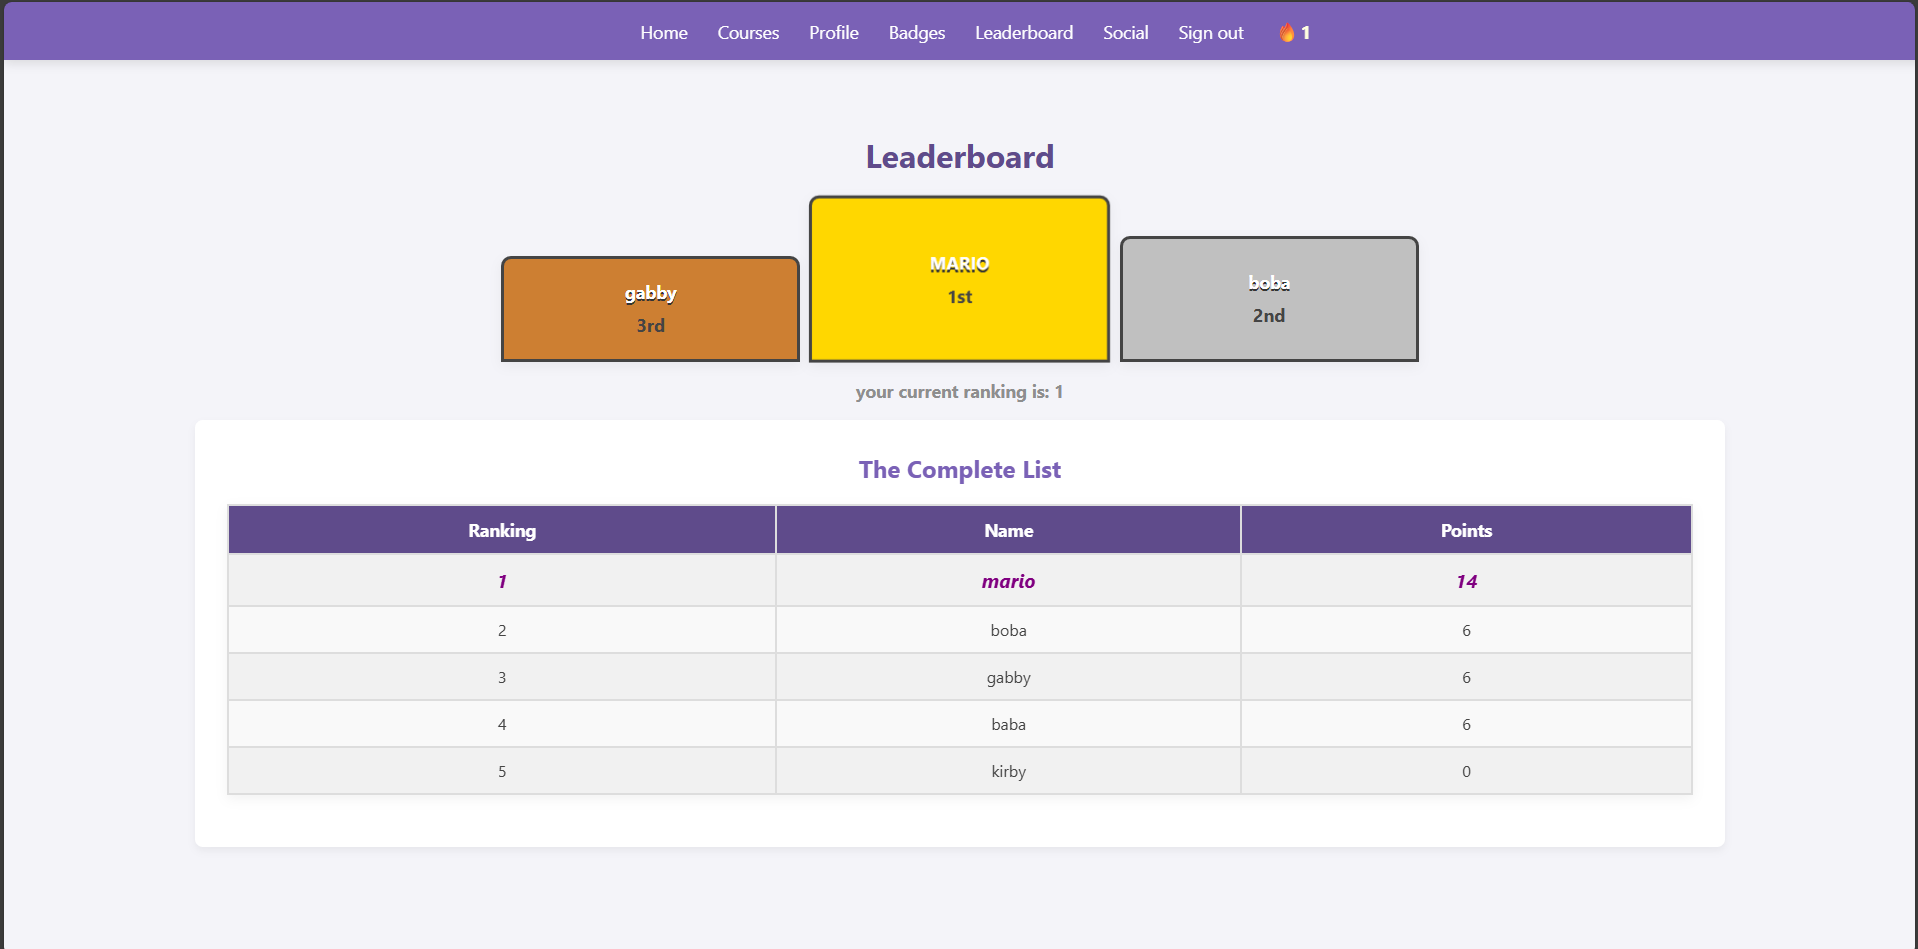 Home Courses Profile Badges Leaderboard Social Sign out 🔥 1
Leaderboard
MARIO
1st
gabby
3rd
boba
2nd
your current ranking is: 1
The Complete List
Ranking Name Points
1 mario 14
2 boba 6
3 gabby 6
4 baba 6
5 kirby 0